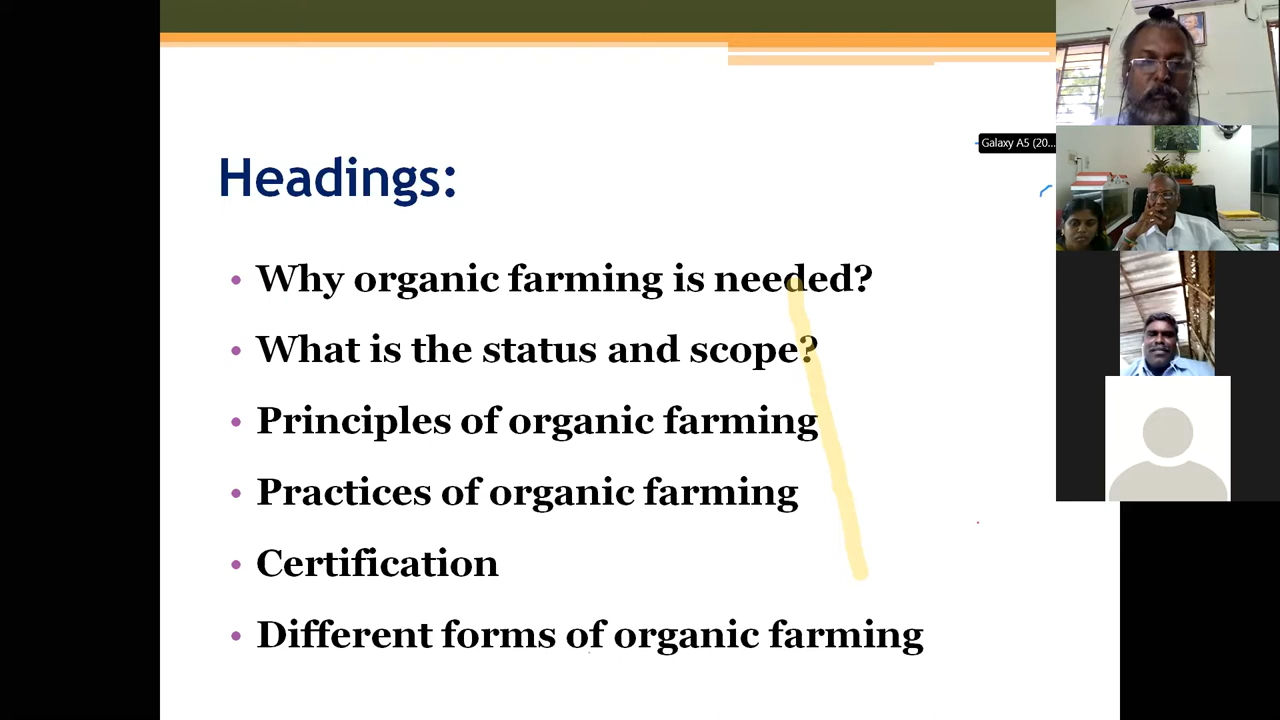 Headings:
• Why organic farming is needed?
• What is the status and scope?
• Principles of organic farming
• Practices of organic farming
• Certification
• Different forms of organic farming
Galaxy A5 (20...